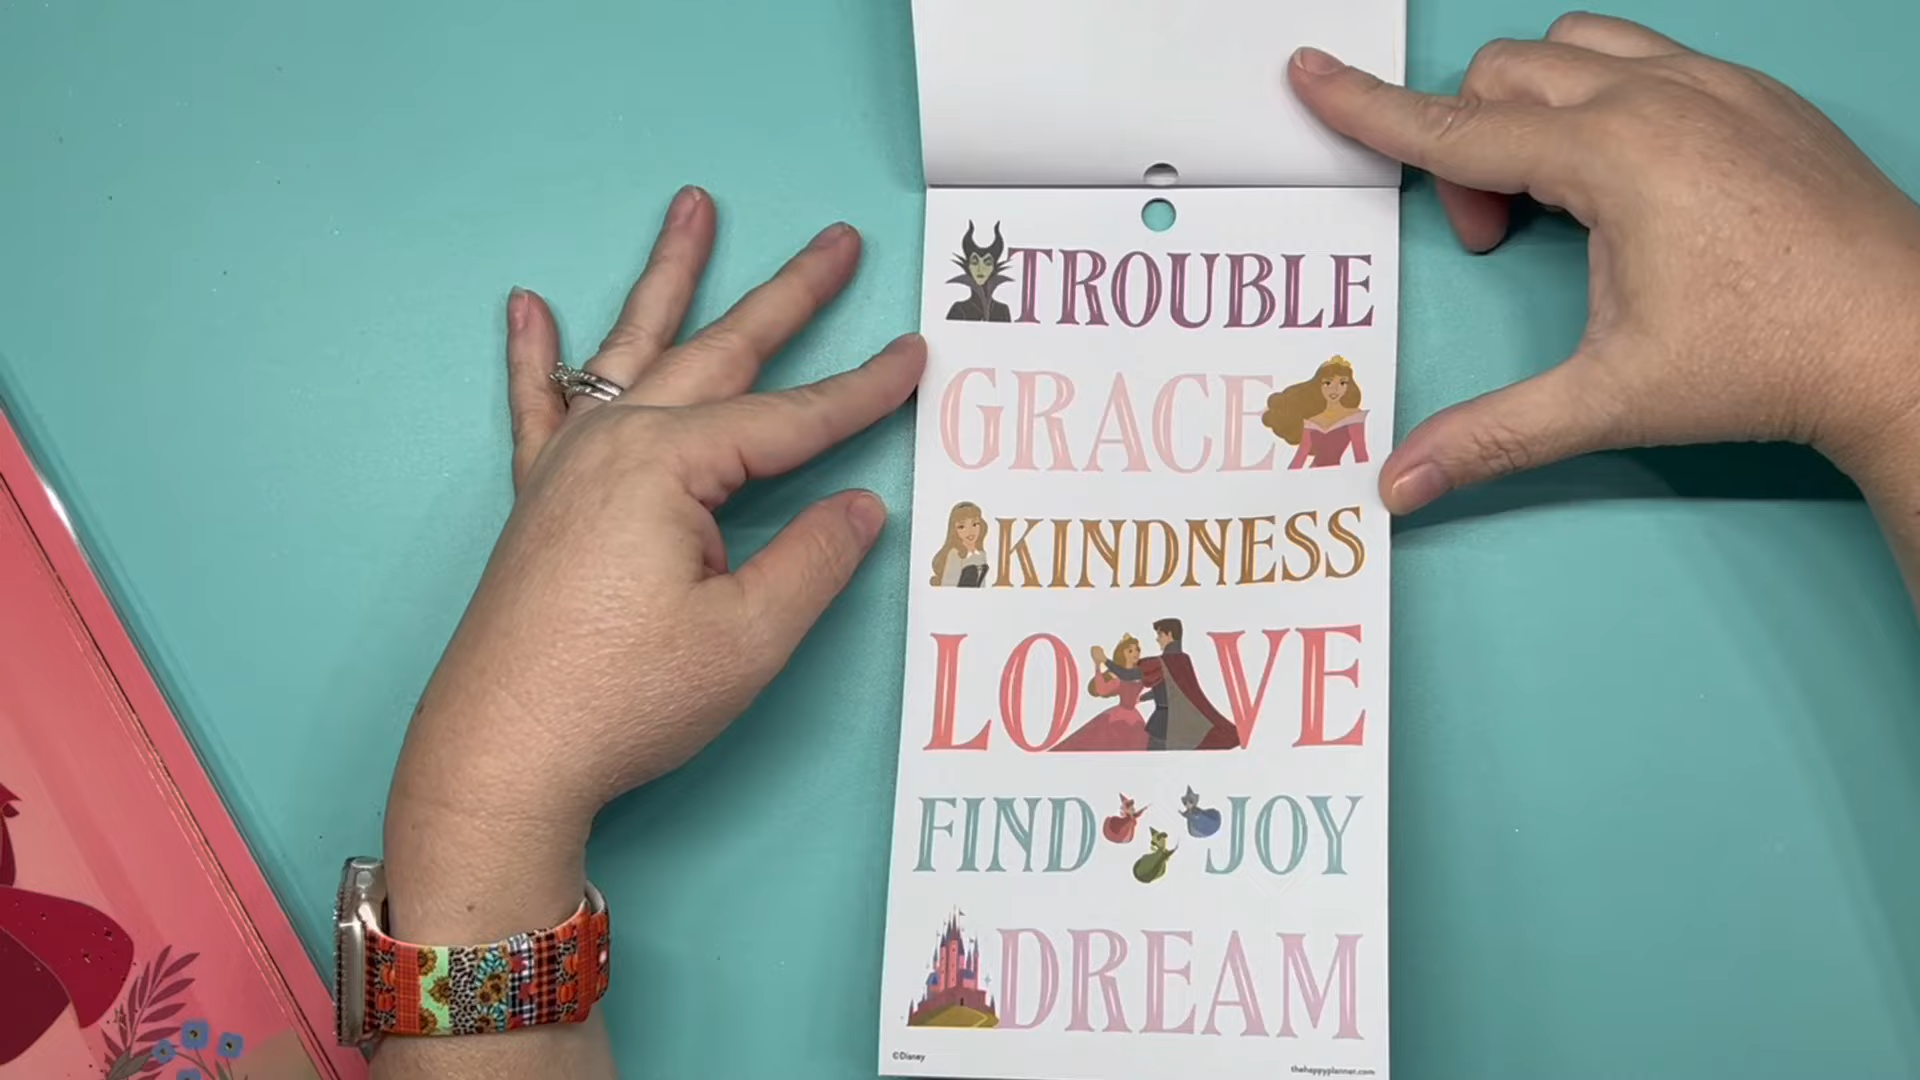 TROUBLE
GRACE
KINDNESS
LOVE
FIND JOY
DREAM
©Disney
thehappyplanner.com